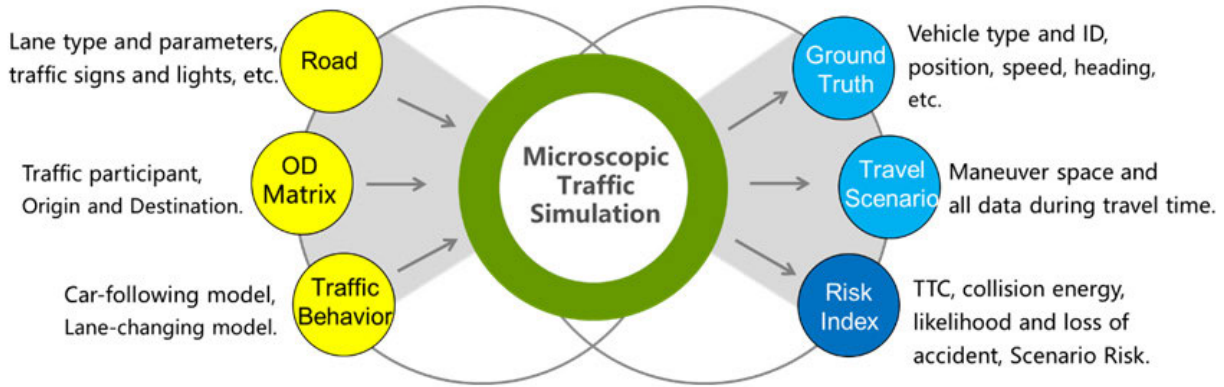 Lane type and parameters,
traffic signs and lights, etc.
Road
Traffic participant,
Origin and Destination.
OD
Matrix
Car-following model,
Lane-changing model.
Traffic
Behavior
Microscopic
Traffic
Simulation
Ground
Truth
Vehicle type and ID,
position, speed, heading,
etc.
Travel
Scenario
Maneuver space and
all data during travel time.
Risk
Index
TTC, collision energy,
likelihood and loss of
accident, Scenario Risk.